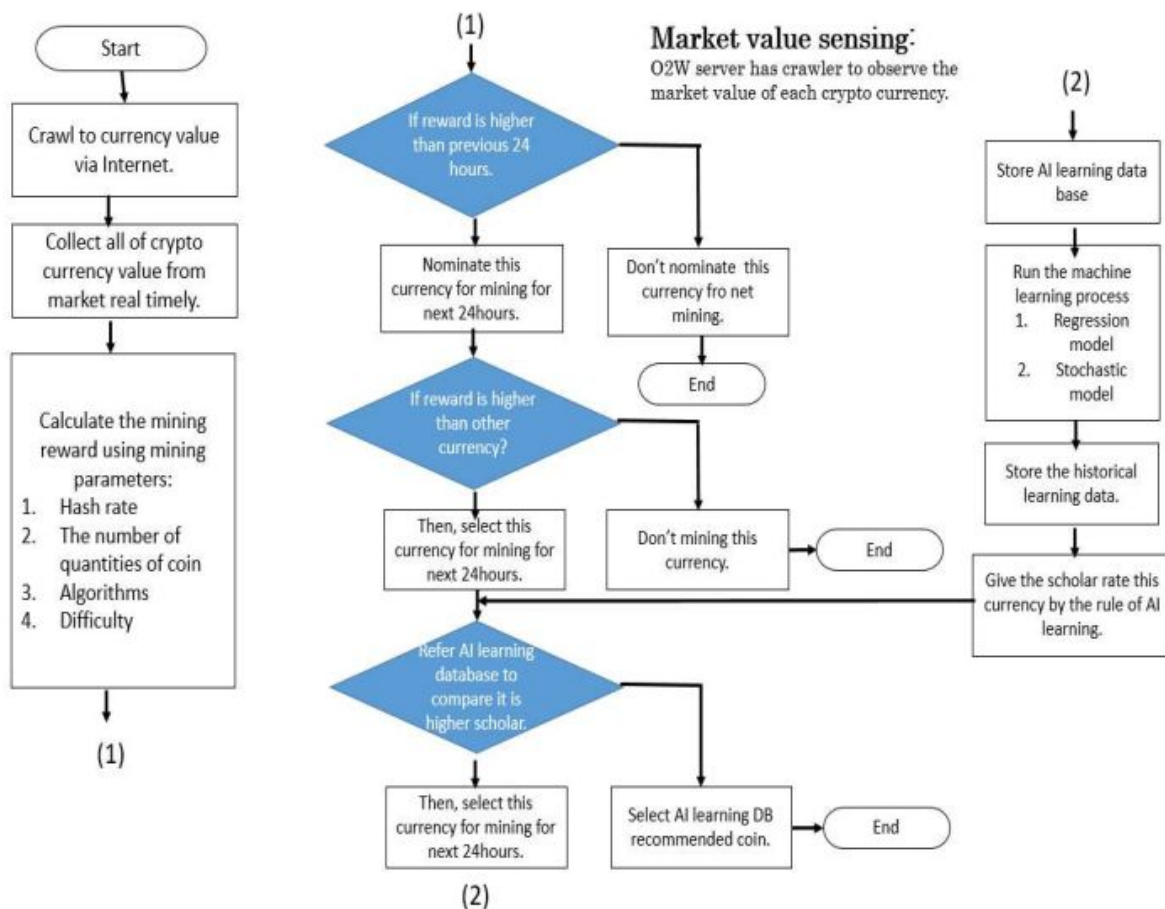 Start
Crawl to currency value
via Internet.
Collect all of crypto
currency value from
market real timely.
Calculate the mining
reward using mining
parameters:
1. Hash rate
2. The number of
quantities of coin
3. Algorithms
4. Difficulty
(1)
(1)
If reward is higher
than previous 24
hours.
Nominate this
currency for mining for
next 24hours.
Don't nominate this
currency fro net
mining.
End
If reward is higher
than other
currency?
Then, select this
currency for mining for
next 24hours.
Don't mining this
currency.
End
Refer AI learning
database to
compare it is
higher scholar.
Then, select this
currency for mining for
next 24hours.
Select AI learning DB
recommended coin.
End
(2)
Market value sensing:
O2W server has crawler to observe the
market value of each crypto currency.
(2)
Store AI learning data
base
Run the machine
learning process
1. Regression
model
2. Stochastic
model
Store the historical
learning data.
Give the scholar rate this
currency by the rule of AI
learning.